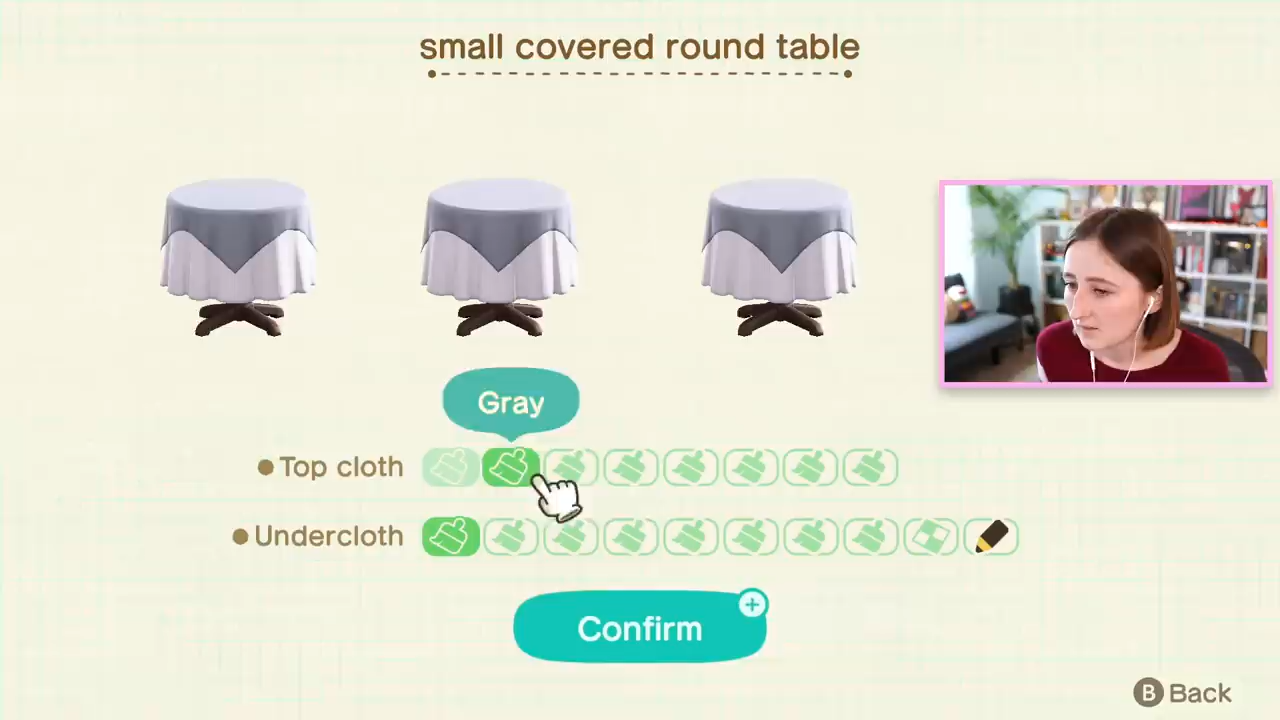 small covered round table
Gray
Top cloth
Undercloth
Confirm
B Back